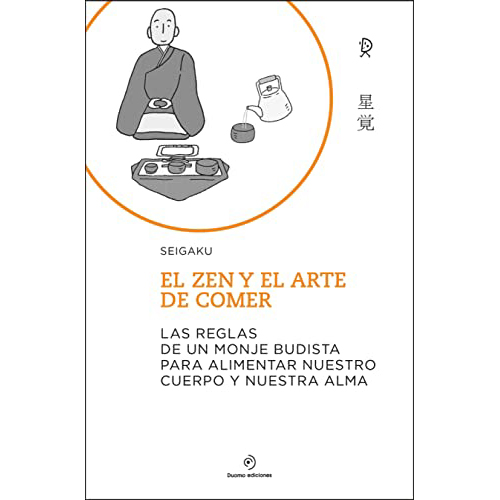 星
覚
SEIGAKU
EL ZEN Y EL ARTE
DE COMER
LAS REGLAS
DE UN MONJE BUDISTA
PARA ALIMENTAR NUESTRO
CUERPO Y NUESTRA ALMA
Duomo ediciones